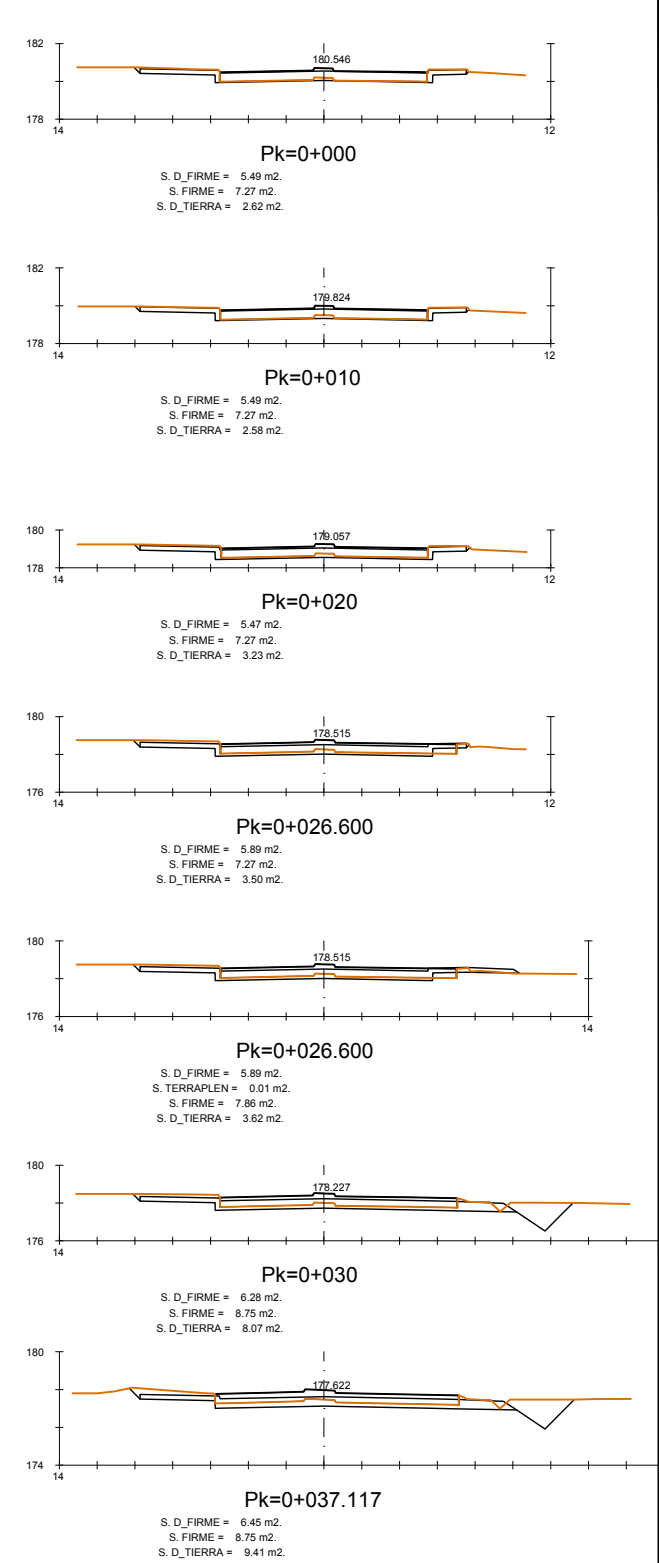 182
180.546
178
14
12
Pk=0+000
S. D_FIRME = 5.49 m2.
S. FIRME = 7.27 m2.
S. D_TIERRA = 2.62 m2.
182
179.824
178
14
12
Pk=0+010
S. D_FIRME = 5.49 m2.
S. FIRME = 7.27 m2.
S. D_TIERRA = 2.58 m2.
180
179.057
178
14
12
Pk=0+020
S. D_FIRME = 5.47 m2.
S. FIRME = 7.27 m2.
S. D_TIERRA = 3.23 m2.
180
178.515
176
14
12
Pk=0+026.600
S. D_FIRME = 5.89 m2.
S. FIRME = 7.27 m2.
S. D_TIERRA = 3.50 m2.
180
178.515
176
14
14
Pk=0+026.600
S. D_FIRME = 5.89 m2.
S. TERRAPLEN = 0.01 m2.
S. FIRME = 7.86 m2.
S. D_TIERRA = 3.62 m2.
180
178.227
176
14
Pk=0+030
S. D_FIRME = 6.28 m2.
S. FIRME = 8.75 m2.
S. D_TIERRA = 8.07 m2.
180
177.622
174
14
Pk=0+037.117
S. D_FIRME = 6.45 m2.
S. FIRME = 8.75 m2.
S. D_TIERRA = 9.41 m2.